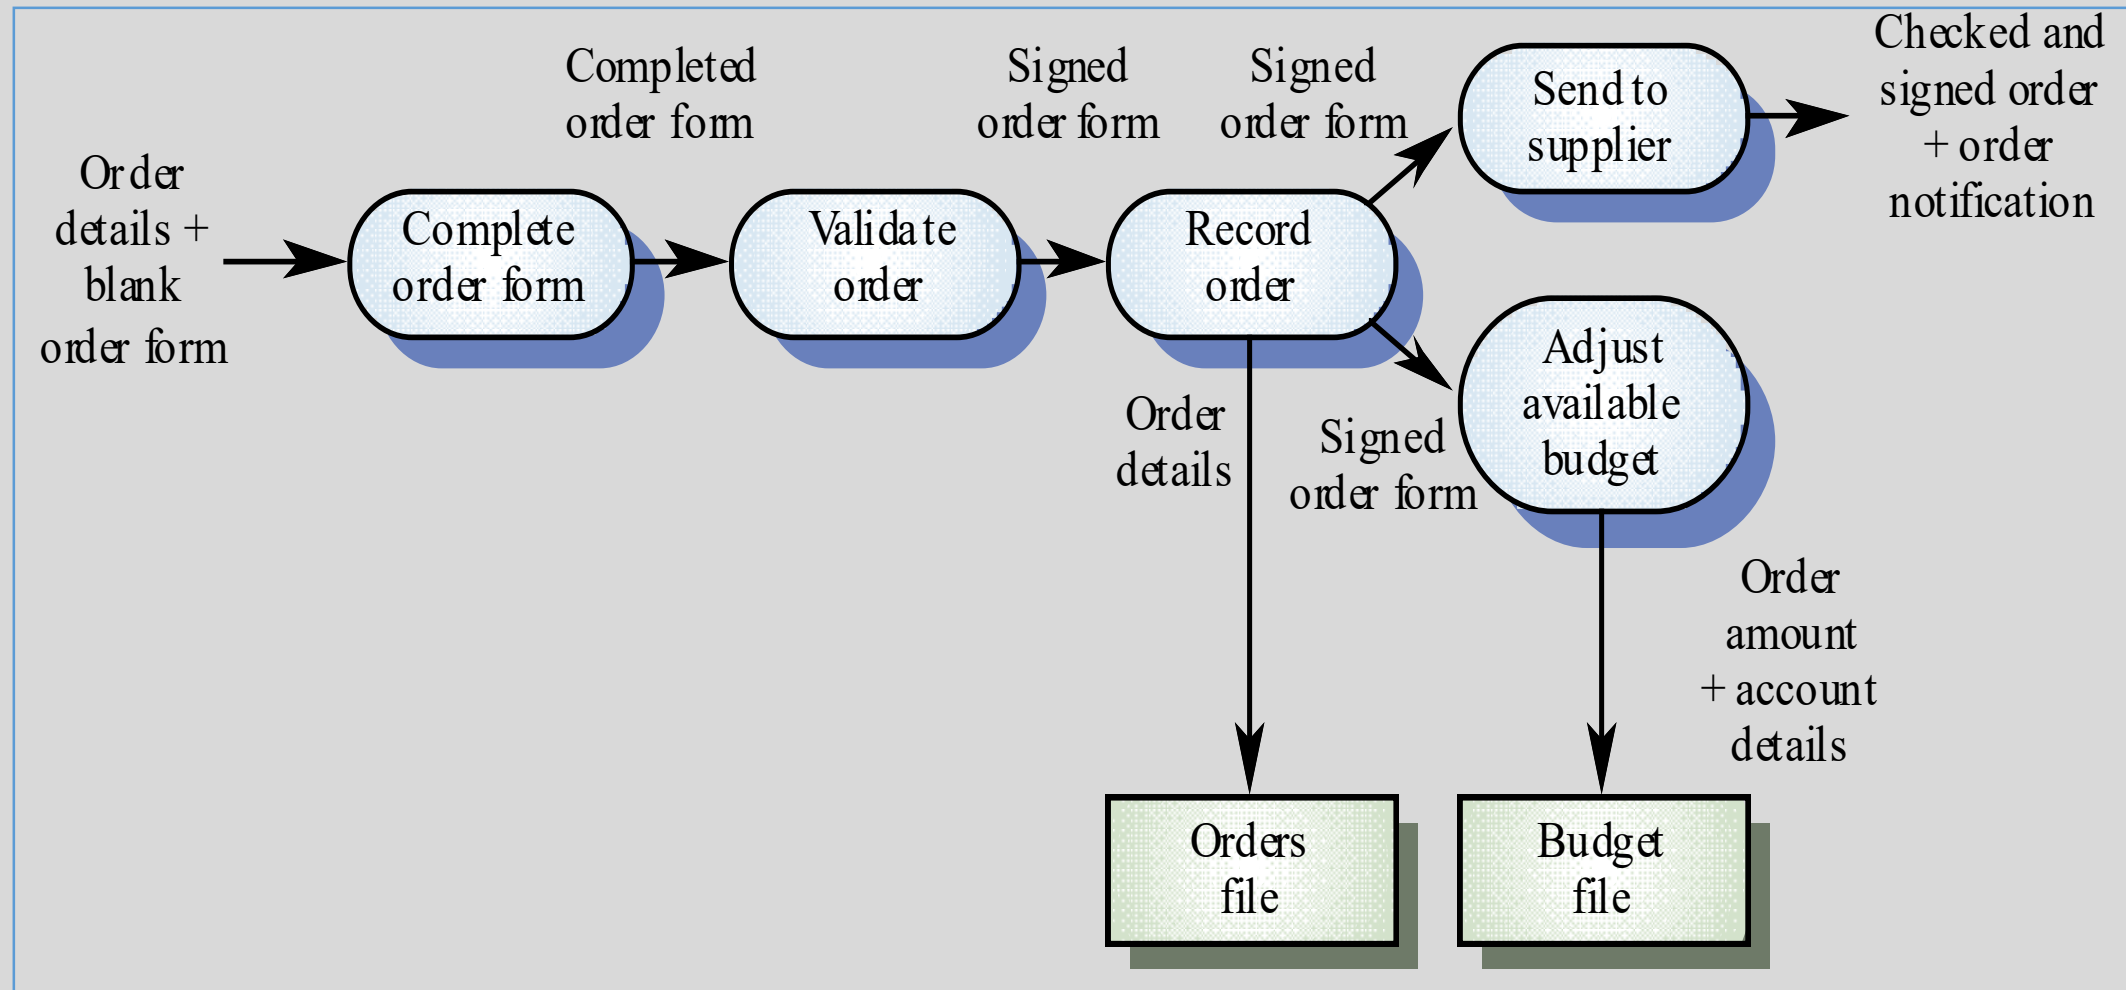 Order
details +
blank
order form
Complete
order form
Completed
order form
Validate
order
Signed
order form
Record
order
Signed
order form
Send to
supplier
Checked and
signed order
+ order
notification
Order
details
Signed
order form
Adjust
available
budget
Order
amount
+ account
details
Orders
file
Budget
file